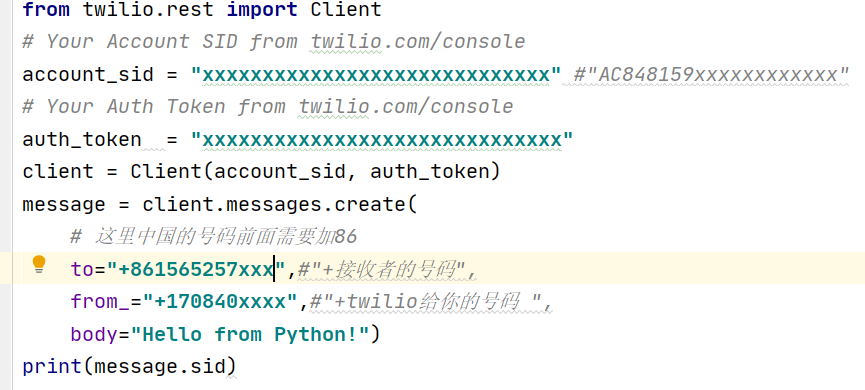 from twilio.rest import Client
# Your Account SID from twilio.com/console
account_sid = "xxxxxxxxxxxxxxxxxxxxxxxxxxxxx" #"AC848159xxxxxxxxxxxx"
# Your Auth Token from twilio.com/console
auth_token  = "xxxxxxxxxxxxxxxxxxxxxxxxxxxxxx"
client = Client(account_sid, auth_token)
message = client.messages.create(
    # 这里中国的号码前面需要加86
    to="+861565257xxx",#"+接收者的号码",
    from_="+170840xxxx",#"+twilio给你的号码 ",
    body="Hello from Python!")
print(message.sid)